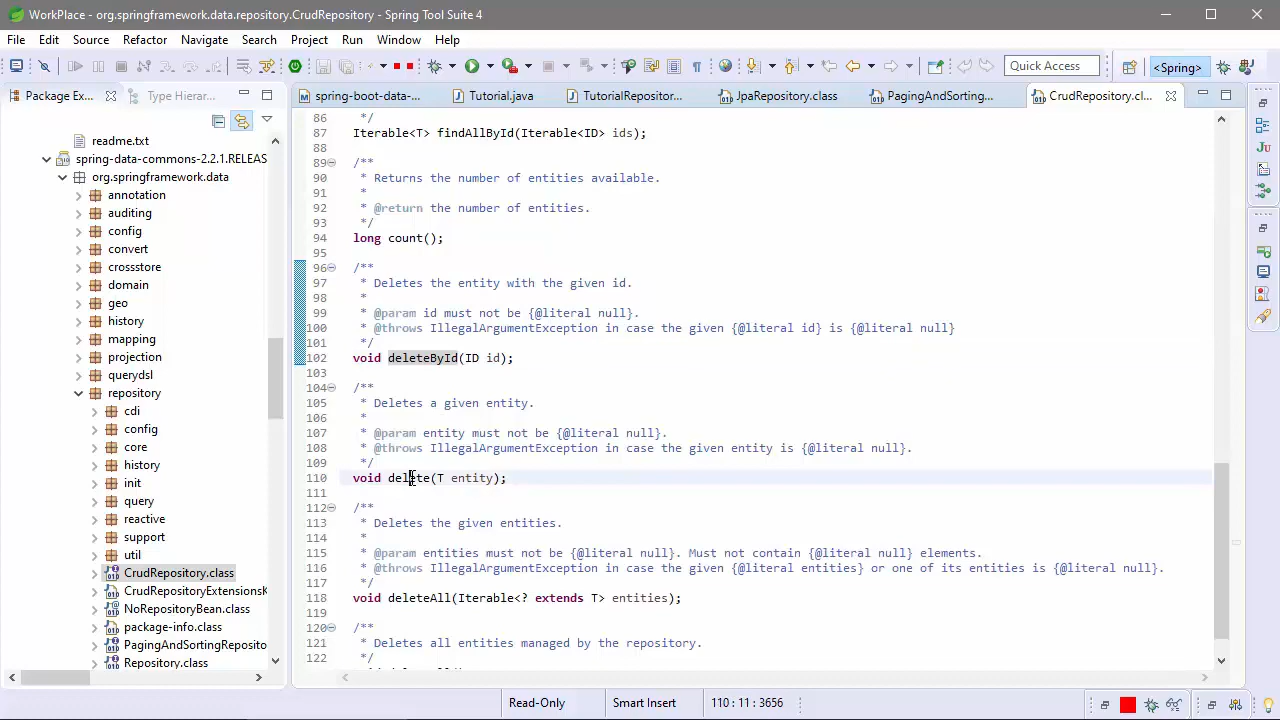 WorkPlace - org.springframework.data.repository.CrudRepository - Spring Tool Suite 4
File Edit Source Refactor Navigate Search Project Run Window Help
Quick Access
<Spring>
Package Ex...
Type Hierar...
spring-boot-data-...
Tutorial.java
TutorialRepositor...
JpaRepository.class
PagingAndSorting...
CrudRepository.cl...
readme.txt
spring-data-commons-2.2.1.RELEAS
org.springframework.data
annotation
auditing
config
convert
crossstore
domain
geo
history
mapping
projection
querydsl
repository
cdi
config
core
history
init
query
reactive
support
util
CrudRepository.class
CrudRepositoryExtensionsK
NoRepositoryBean.class
package-info.class
PagingAndSortingReposito
Repository.class
86 */
87 Iterable<T> findAllById(Iterable<ID> ids);
88
89 /**
90 * Returns the number of entities available.
91 *
92 * @return the number of entities.
93 */
94 long count();
95
96 /**
97 * Deletes the entity with the given id.
98 *
99 * @param id must not be {@literal null}.
100 * @throws IllegalArgumentException in case the given {@literal id} is {@literal null}
101 */
102 void deleteById(ID id);
103
104 /**
105 * Deletes a given entity.
106 *
107 * @param entity must not be {@literal null}.
108 * @throws IllegalArgumentException in case the given entity is {@literal null}.
109 */
110 void delete(T entity);
111
112 /**
113 * Deletes the given entities.
114 *
115 * @param entities must not be {@literal null}. Must not contain {@literal null} elements.
116 * @throws IllegalArgumentException in case the given {@literal entities} or one of its entities is {@literal null}.
117 */
118 void deleteAll(Iterable<? extends T> entities);
119
120 /**
121 * Deletes all entities managed by the repository.
122 */
Read-Only
Smart Insert
110 : 11 : 3656